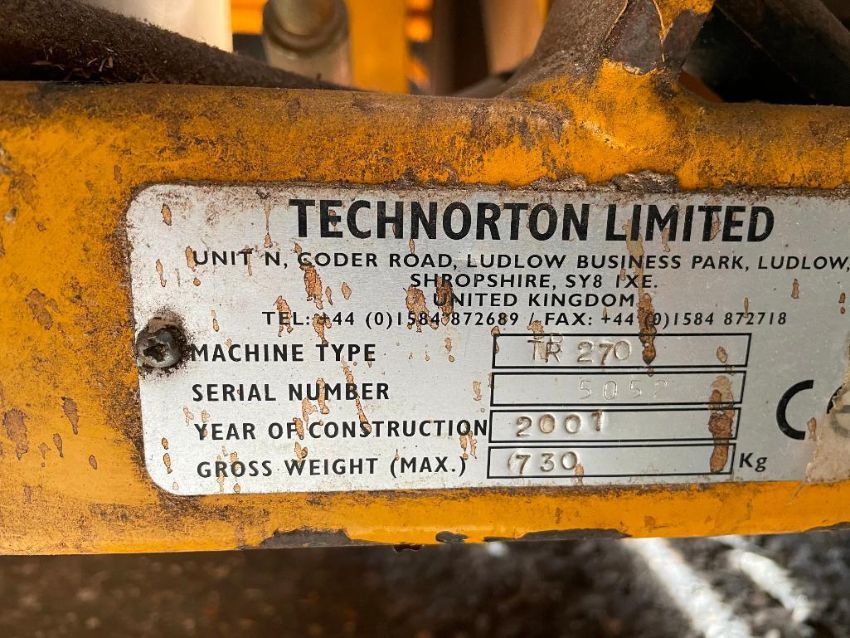 TECHNORTON LIMITED
UNIT N, CODER ROAD, LUDLOW BUSINESS PARK, LUDLOW,
SHROPSHIRE, SY8 1XE.
UNITED KINGDOM
TEL: +44 (0)1584 872689 / FAX: +44 (0)1584 872718
MACHINE TYPE TR 270
SERIAL NUMBER
YEAR OF CONSTRUCTION 2001
GROSS WEIGHT (MAX.) 730 Kg
CE